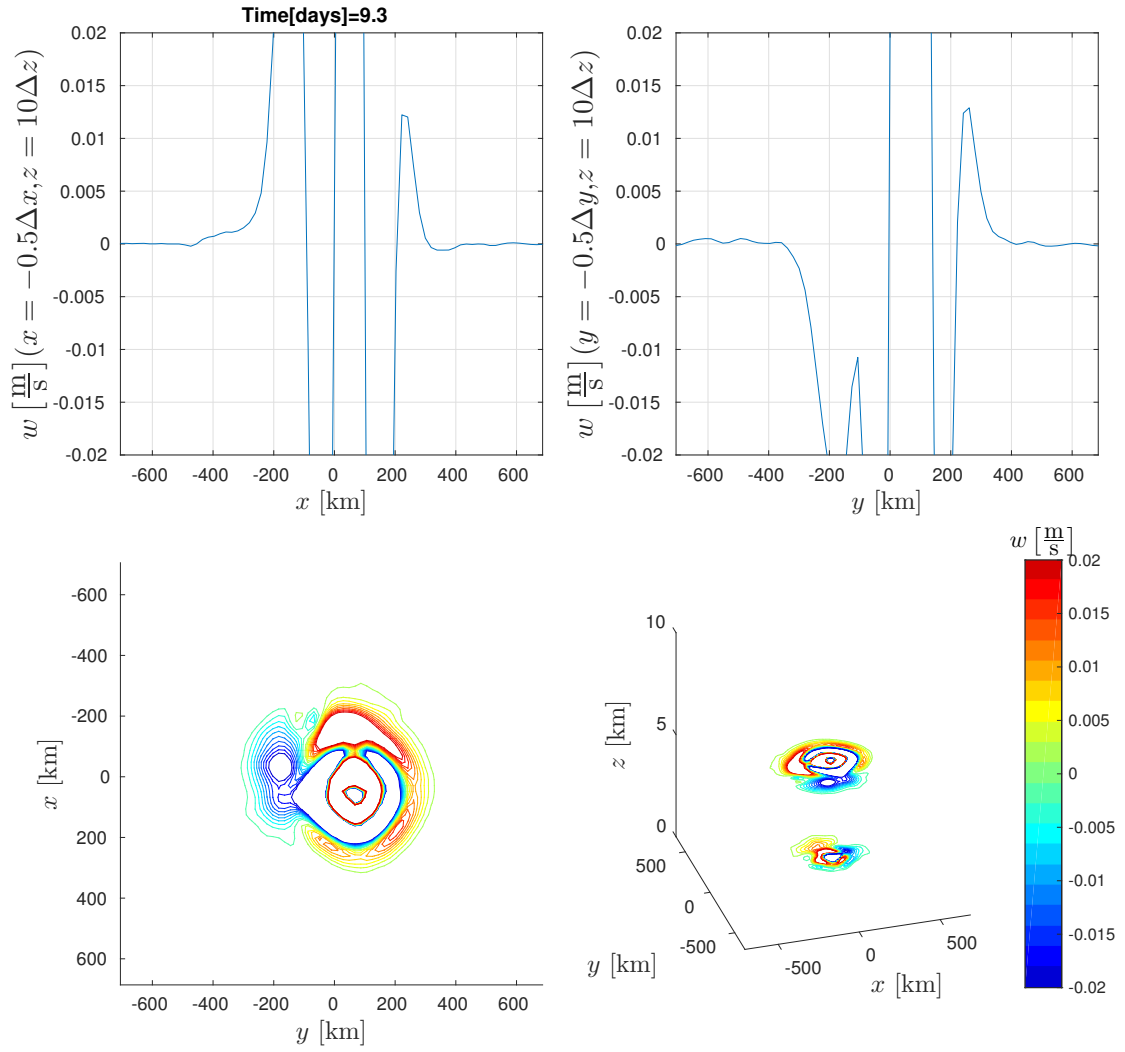 Time[days]=9.3
w [m/s] (x = −0.5Δx, z = 10Δz)
0.02
0.015
0.01
0.005
0
-0.005
-0.01
-0.015
-0.02
-600 -400 -200 0 200 400 600
x [km]
w [m/s] (y = −0.5Δy, z = 10Δz)
0.02
0.015
0.01
0.005
0
-0.005
-0.01
-0.015
-0.02
-600 -400 -200 0 200 400 600
y [km]
x [km]
-600
-400
-200
0
200
400
600
-600 -400 -200 0 200 400 600
y [km]
z [km]
10
5
0
500
0
-500
y [km]
-500 0 500
x [km]
w [m/s]
0.02
0.015
0.01
0.005
0
-0.005
-0.01
-0.015
-0.02